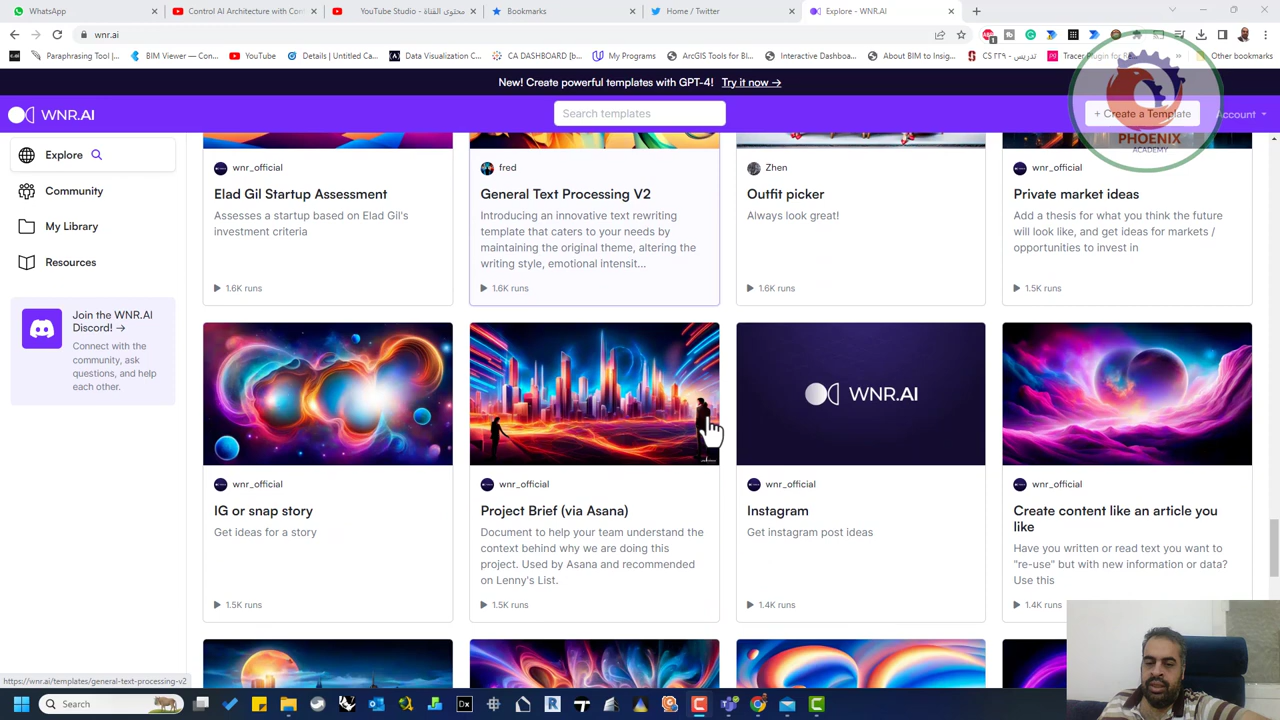 WhatsApp
Control AI Architecture with Con
YouTube Studio - محتوى القناة
Bookmarks
Home / Twitter
Explore - WNR.AI
wnr.ai
Paraphrasing Tool |...
BIM Viewer — Cong...
YouTube
Details | Untitled Ca...
Data Visualization C...
CA DASHBOARD [b...
My Programs
ArcGIS Tools for BI...
Interactive Dashboa...
About BIM to Insig...
CS ٢٣٩ - تدريس...
Tracer Plugin for Re...
Other bookmarks
New! Create powerful templates with GPT-4! Try it now →
WNR.AI
Search templates
+ Create a Template
Account
PHOENIX
ACADEMY
Explore
Community
My Library
Resources
Join the WNR.AI
Discord! →
Connect with the
community, ask
questions, and help
each other.
wnr_official
Elad Gil Startup Assessment
Assesses a startup based on Elad Gil's
investment criteria
1.6K runs
fred
General Text Processing V2
Introducing an innovative text rewriting
template that caters to your needs by
maintaining the original theme, altering the
writing style, emotional intensit...
1.6K runs
Zhen
Outfit picker
Always look great!
1.6K runs
wnr_official
Private market ideas
Add a thesis for what you think the future
will look like, and get ideas for markets /
opportunities to invest in
1.5K runs
wnr_official
IG or snap story
Get ideas for a story
1.5K runs
wnr_official
Project Brief (via Asana)
Document to help your team understand the
context behind why we are doing this
project. Used by Asana and recommended
on Lenny's List.
1.5K runs
WNR.AI
wnr_official
Instagram
Get instagram post ideas
1.4K runs
wnr_official
Create content like an article you
like
Have you written or read text you want to
"re-use" but with new information or data?
Use this
1.4K runs
https://wnr.ai/templates/general-text-processing-v2
Search